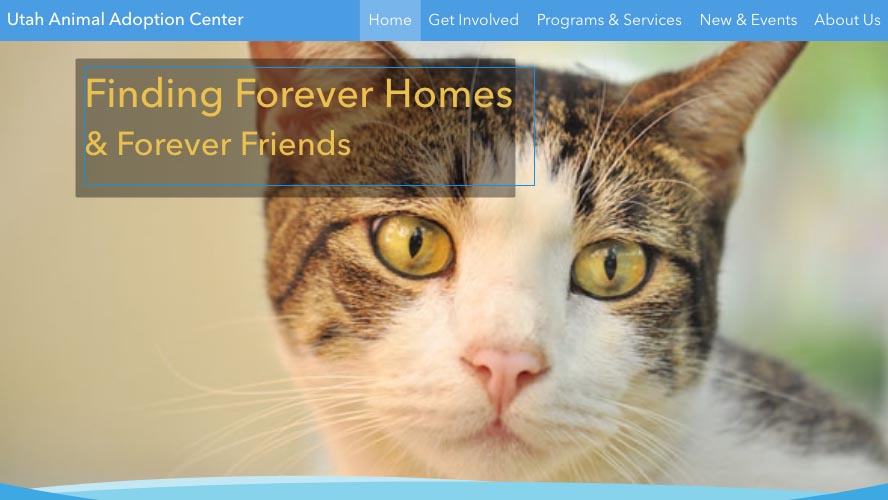 Utah Animal Adoption Center
Home Get Involved Programs & Services New & Events About Us
Finding Forever Homes
& Forever Friends